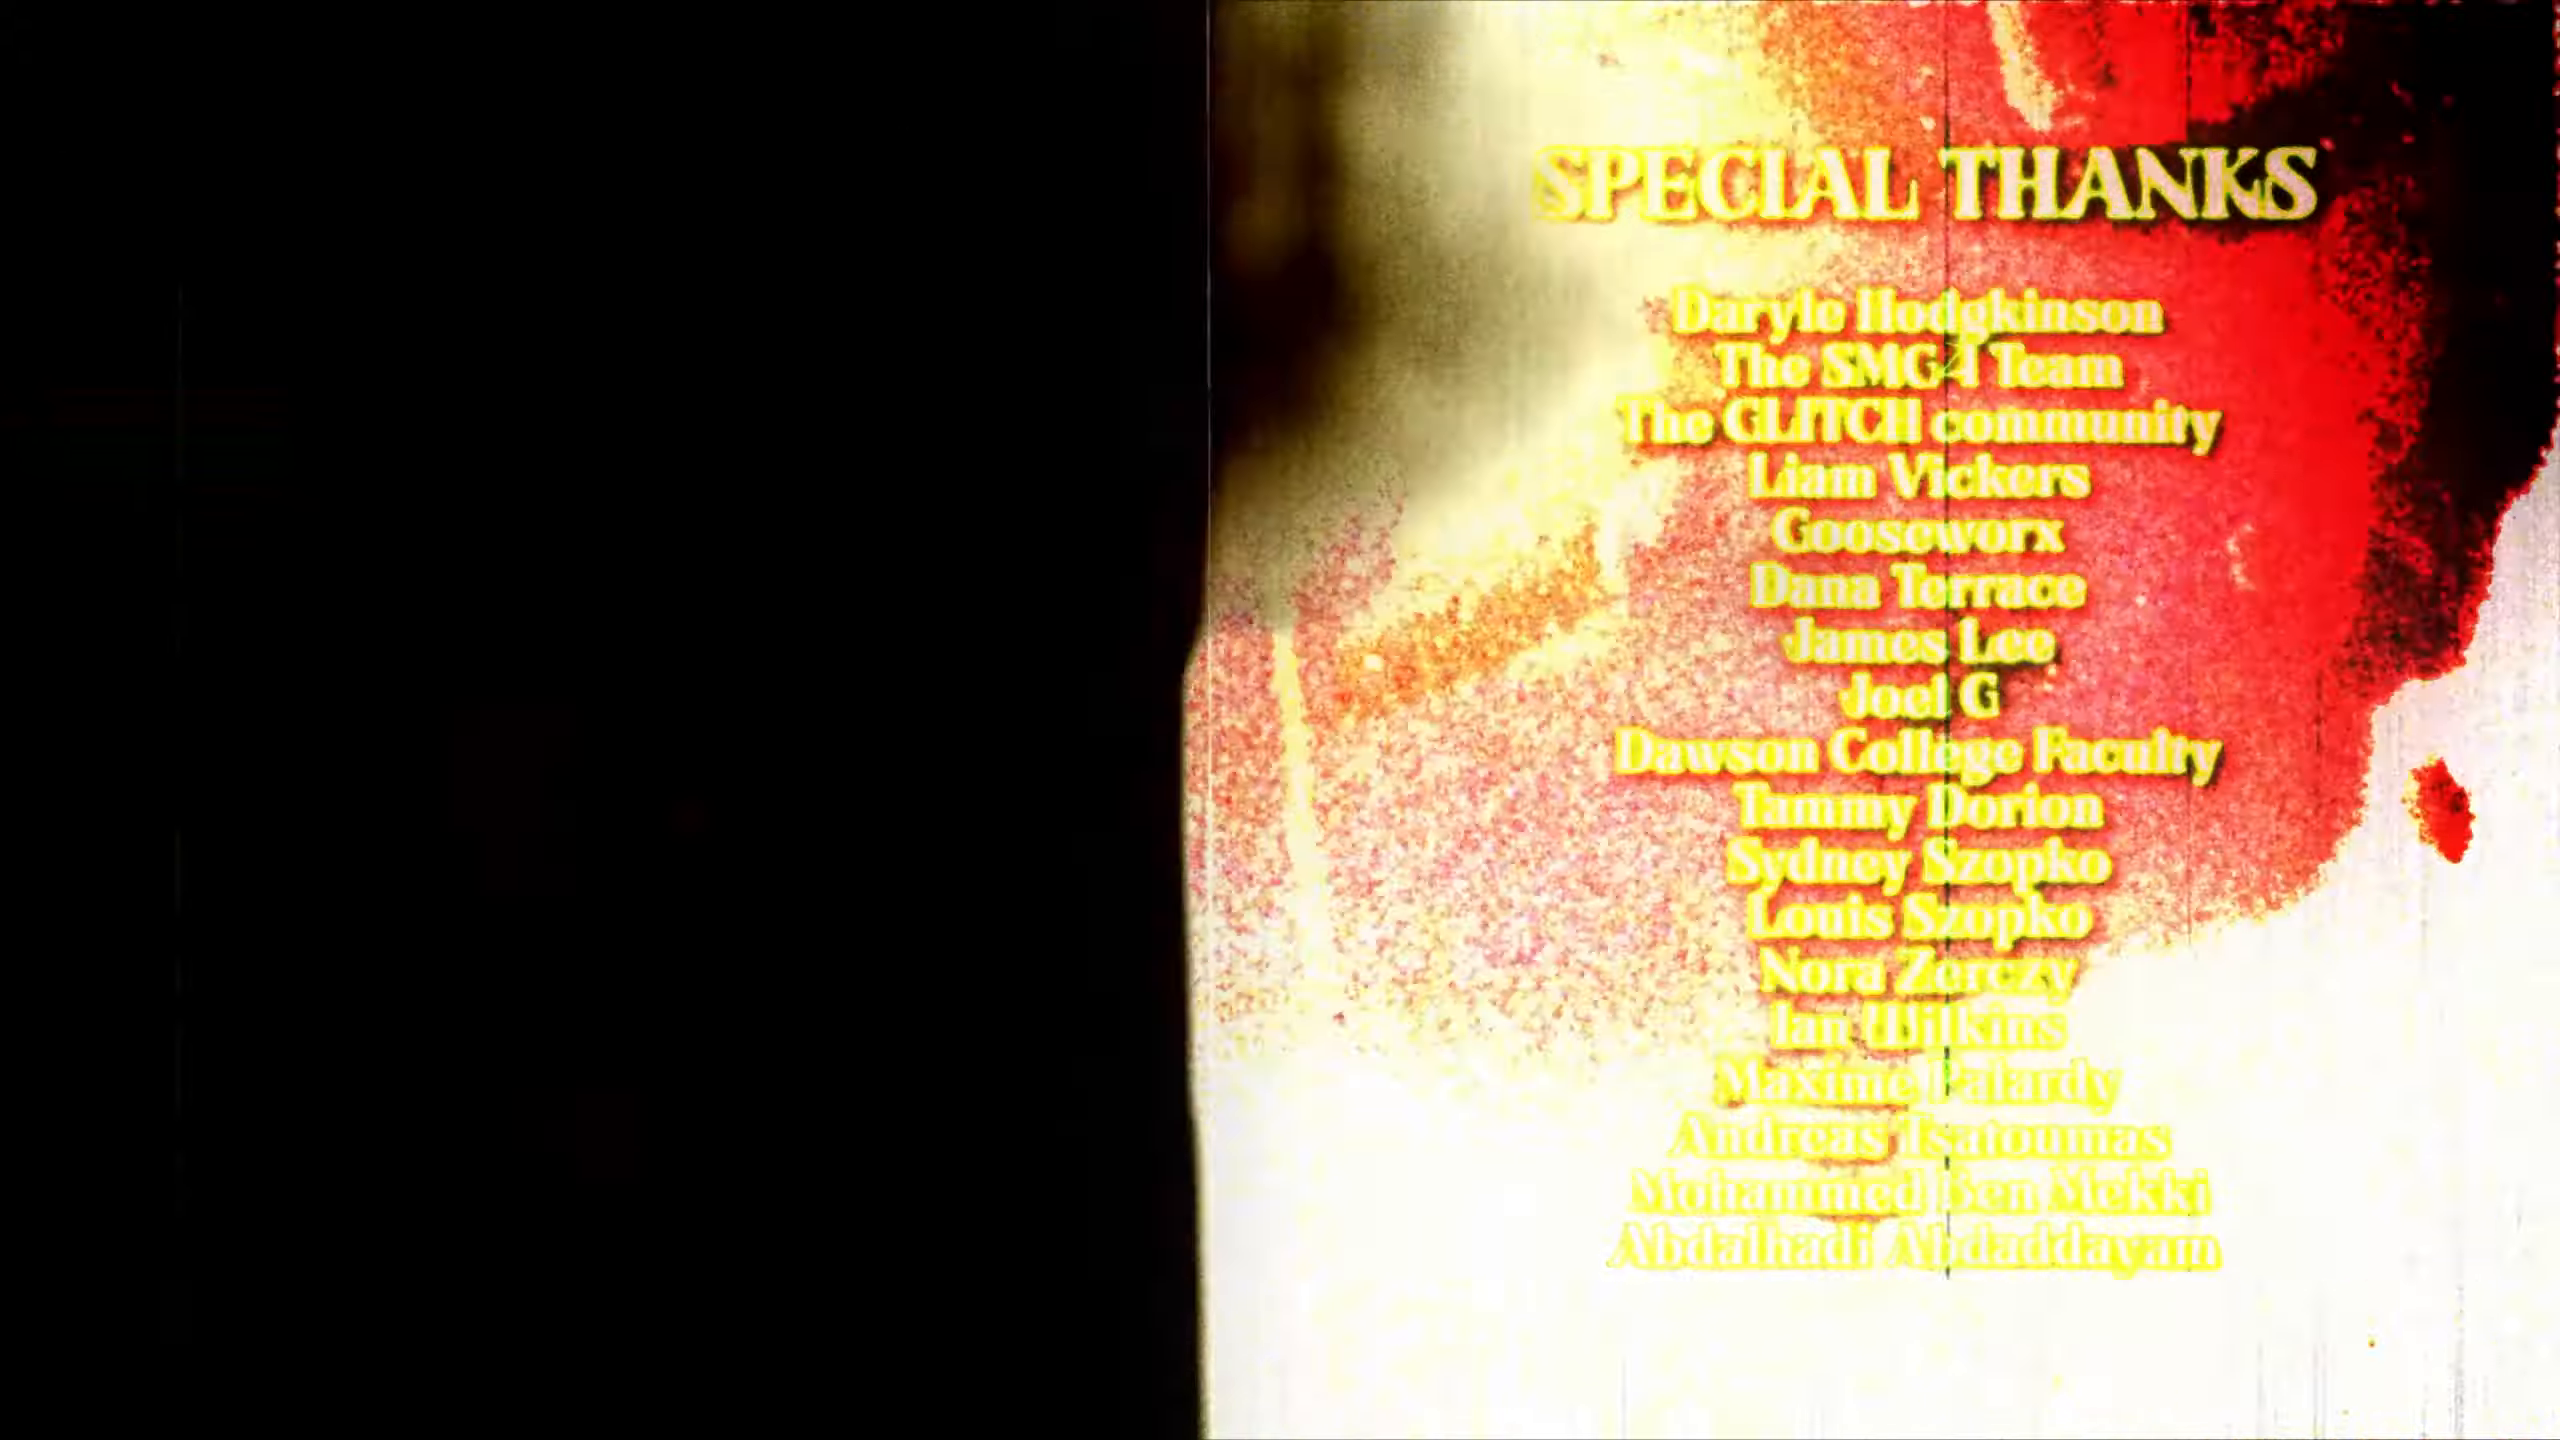 SPECIAL THANKS
Daryle Hodgkinson
The SMG4 Team
The GLITCH community
Liam Vickers
Gooseworx
Dana Terrace
James Lee
Joel G
Dawson College Faculty
Tammy Dorion
Sydney Szopko
Louis Szopko
Nora Zerczy
Ian Wilkins
Maxime Palardy
Andreas Tsatoumas
Mohammed Ben Mekki
Abdalhadi Abdaddayam